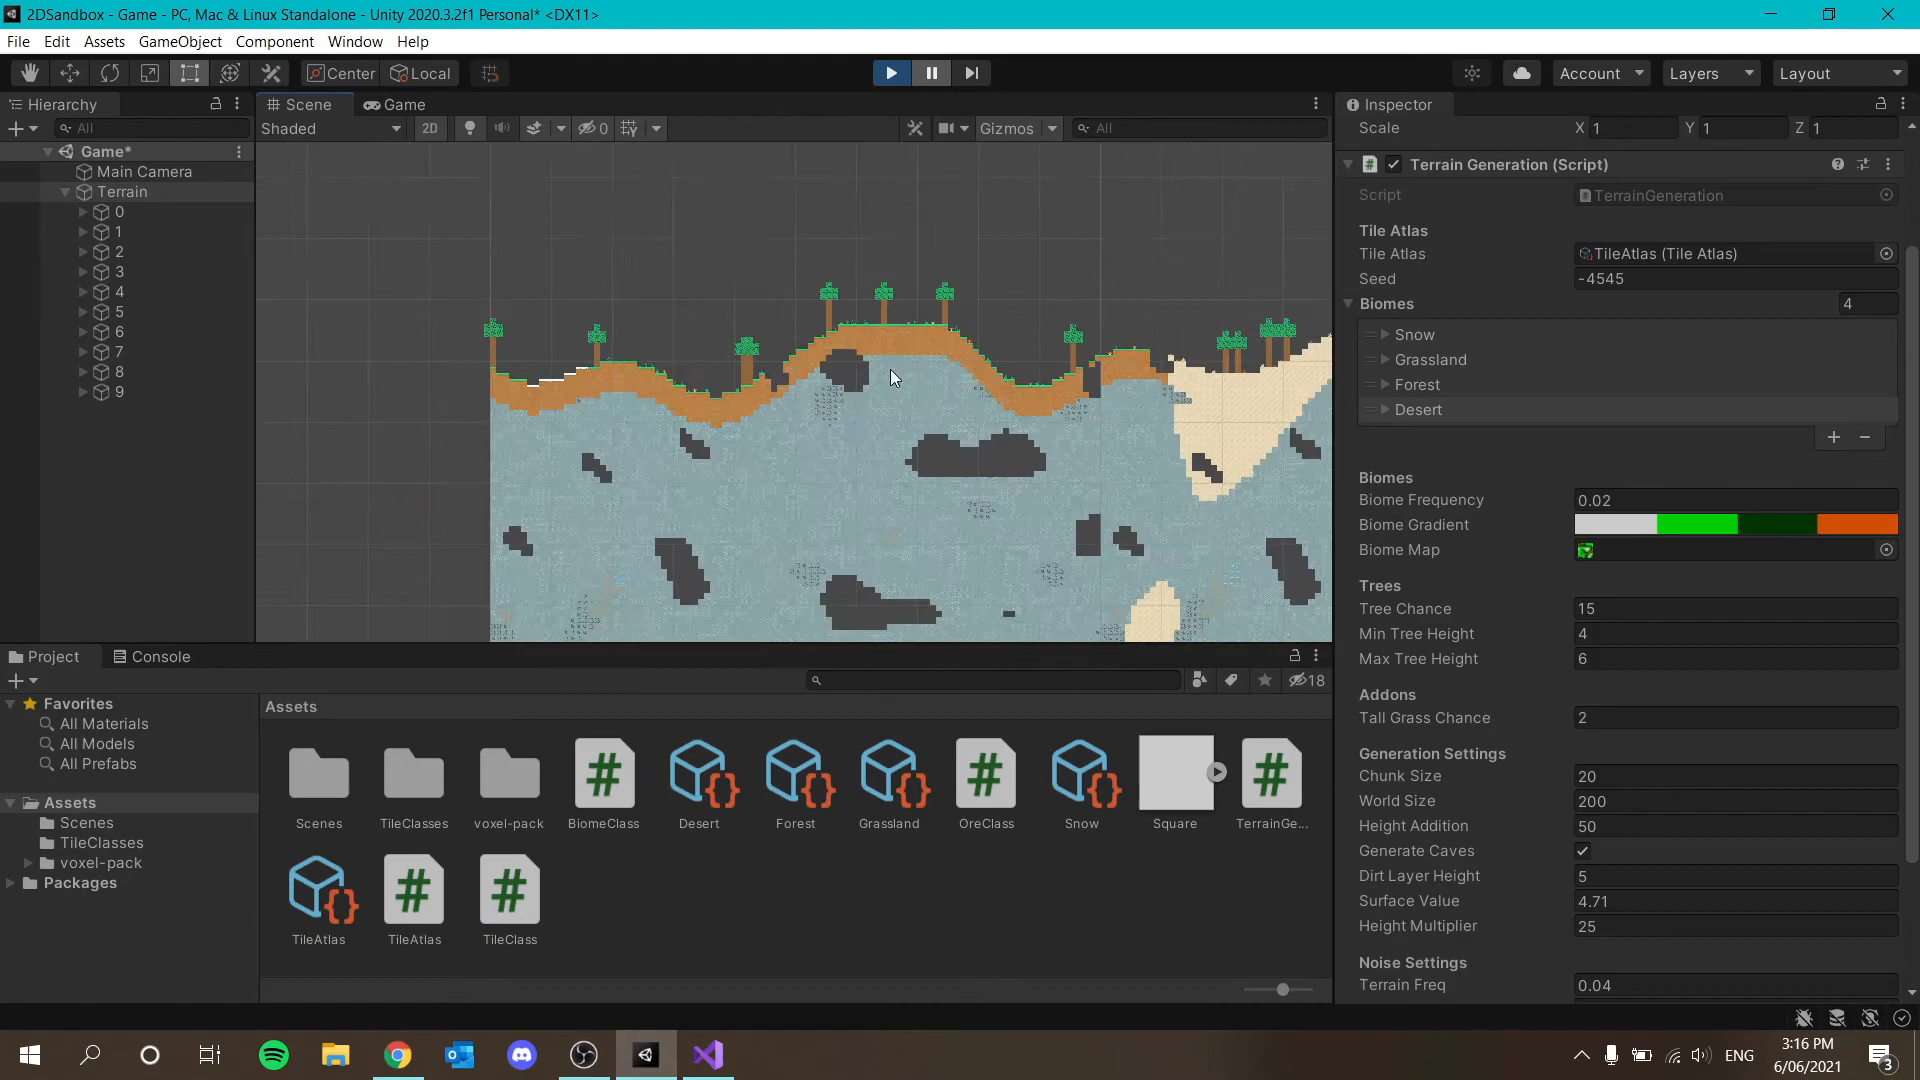 2DSandbox - Game - PC, Mac & Linux Standalone - Unity 2020.3.2f1 Personal* <DX11>
File Edit Assets GameObject Component Window Help
Center Local
Account Layers Layout
Hierarchy
All
Game*
Main Camera
Terrain
0
1
2
3
4
5
6
7
8
9
Scene Game
Shaded 2D 0 Gizmos All
Inspector
Scale X 1 Y 1 Z 1
Terrain Generation (Script)
Script TerrainGeneration
Tile Atlas
Tile Atlas TileAtlas (Tile Atlas)
Seed -4545
Biomes 4
Snow
Grassland
Forest
Desert
Biomes
Biome Frequency 0.02
Biome Gradient
Biome Map
Trees
Tree Chance 15
Min Tree Height 4
Max Tree Height 6
Addons
Tall Grass Chance 2
Generation Settings
Chunk Size 20
World Size 200
Height Addition 50
Generate Caves
Dirt Layer Height 5
Surface Value 4.71
Height Multiplier 25
Noise Settings
Terrain Freq 0.04
Project Console
18
Favorites
All Materials
All Models
All Prefabs
Assets
Scenes
TileClasses
voxel-pack
Packages
Assets
Scenes TileClasses voxel-pack BiomeClass Desert Forest Grassland OreClass Snow Square TerrainGe...
TileAtlas TileAtlas TileClass
ENG
3:16 PM
6/06/2021
3